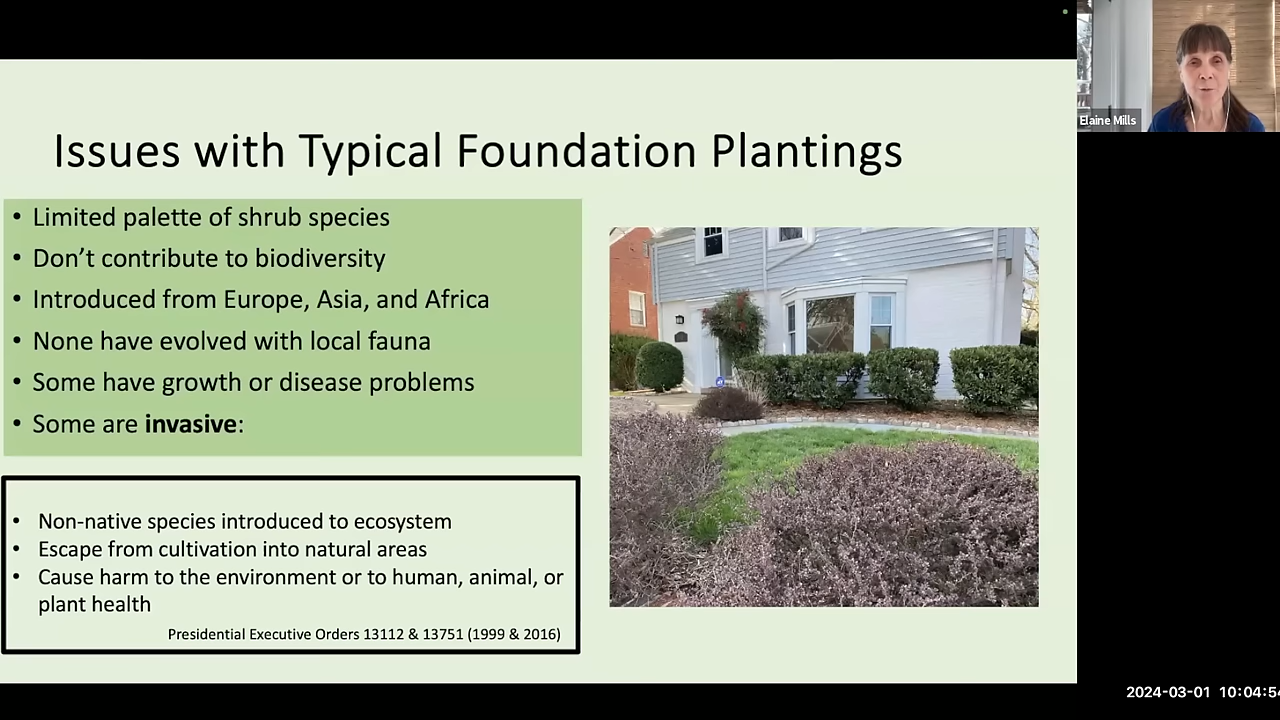 Issues with Typical Foundation Plantings
• Limited palette of shrub species
• Don’t contribute to biodiversity
• Introduced from Europe, Asia, and Africa
• None have evolved with local fauna
• Some have growth or disease problems
• Some are invasive:
• Non-native species introduced to ecosystem
• Escape from cultivation into natural areas
• Cause harm to the environment or to human, animal, or
plant health
Presidential Executive Orders 13112 & 13751 (1999 & 2016)
Elaine Mills
2024-03-01 10:04:54